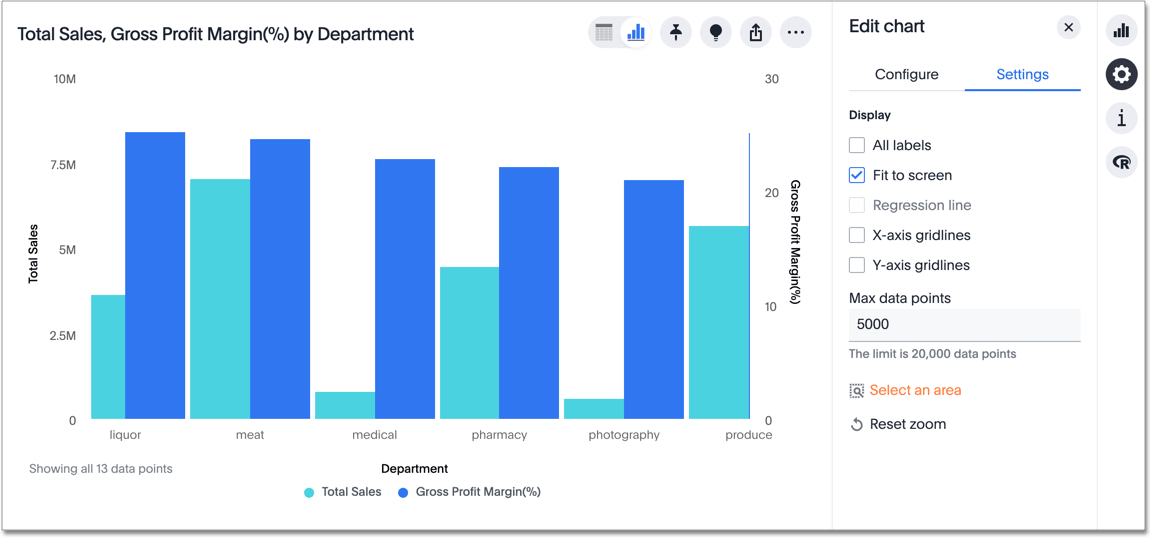 Total Sales, Gross Profit Margin(%) by Department
10M
7.5M
5M
2.5M
0
Total Sales
30
20
10
0
Gross Profit Margin(%)
liquor
meat
medical
pharmacy
photography
produce
Showing all 13 data points
Department
Total Sales
Gross Profit Margin(%)
Edit chart
Configure
Settings
Display
All labels
Fit to screen
Regression line
X-axis gridlines
Y-axis gridlines
Max data points
5000
The limit is 20,000 data points
Select an area
Reset zoom
i
R